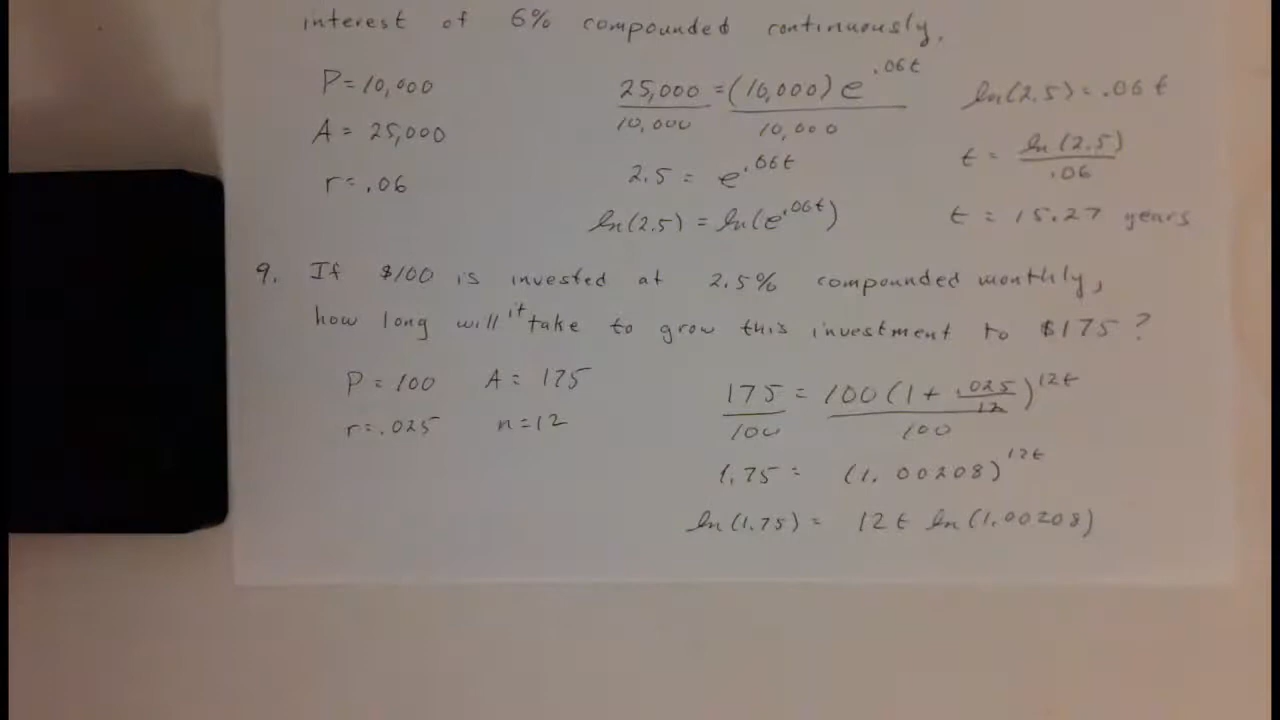 interest of 6% compounded continuously.
P = 10,000
A = 25,000
r = .06
25,000 = (10,000) e^.06t
10,000 10,000
2.5 = e^.06t
ln(2.5) = ln(e^.06t)
ln(2.5) = .06 t
t = ln(2.5)
.06
t = 15.27 years
9. If $100 is invested at 2.5% compounded monthly,
how long will it take to grow this investment to $175?
P = 100 A = 175
r = .025 n = 12
175 = 100(1 + .025/12)^12t
100 100
1.75 = (1.00208)^12t
ln(1.75) = 12t ln(1.00208)